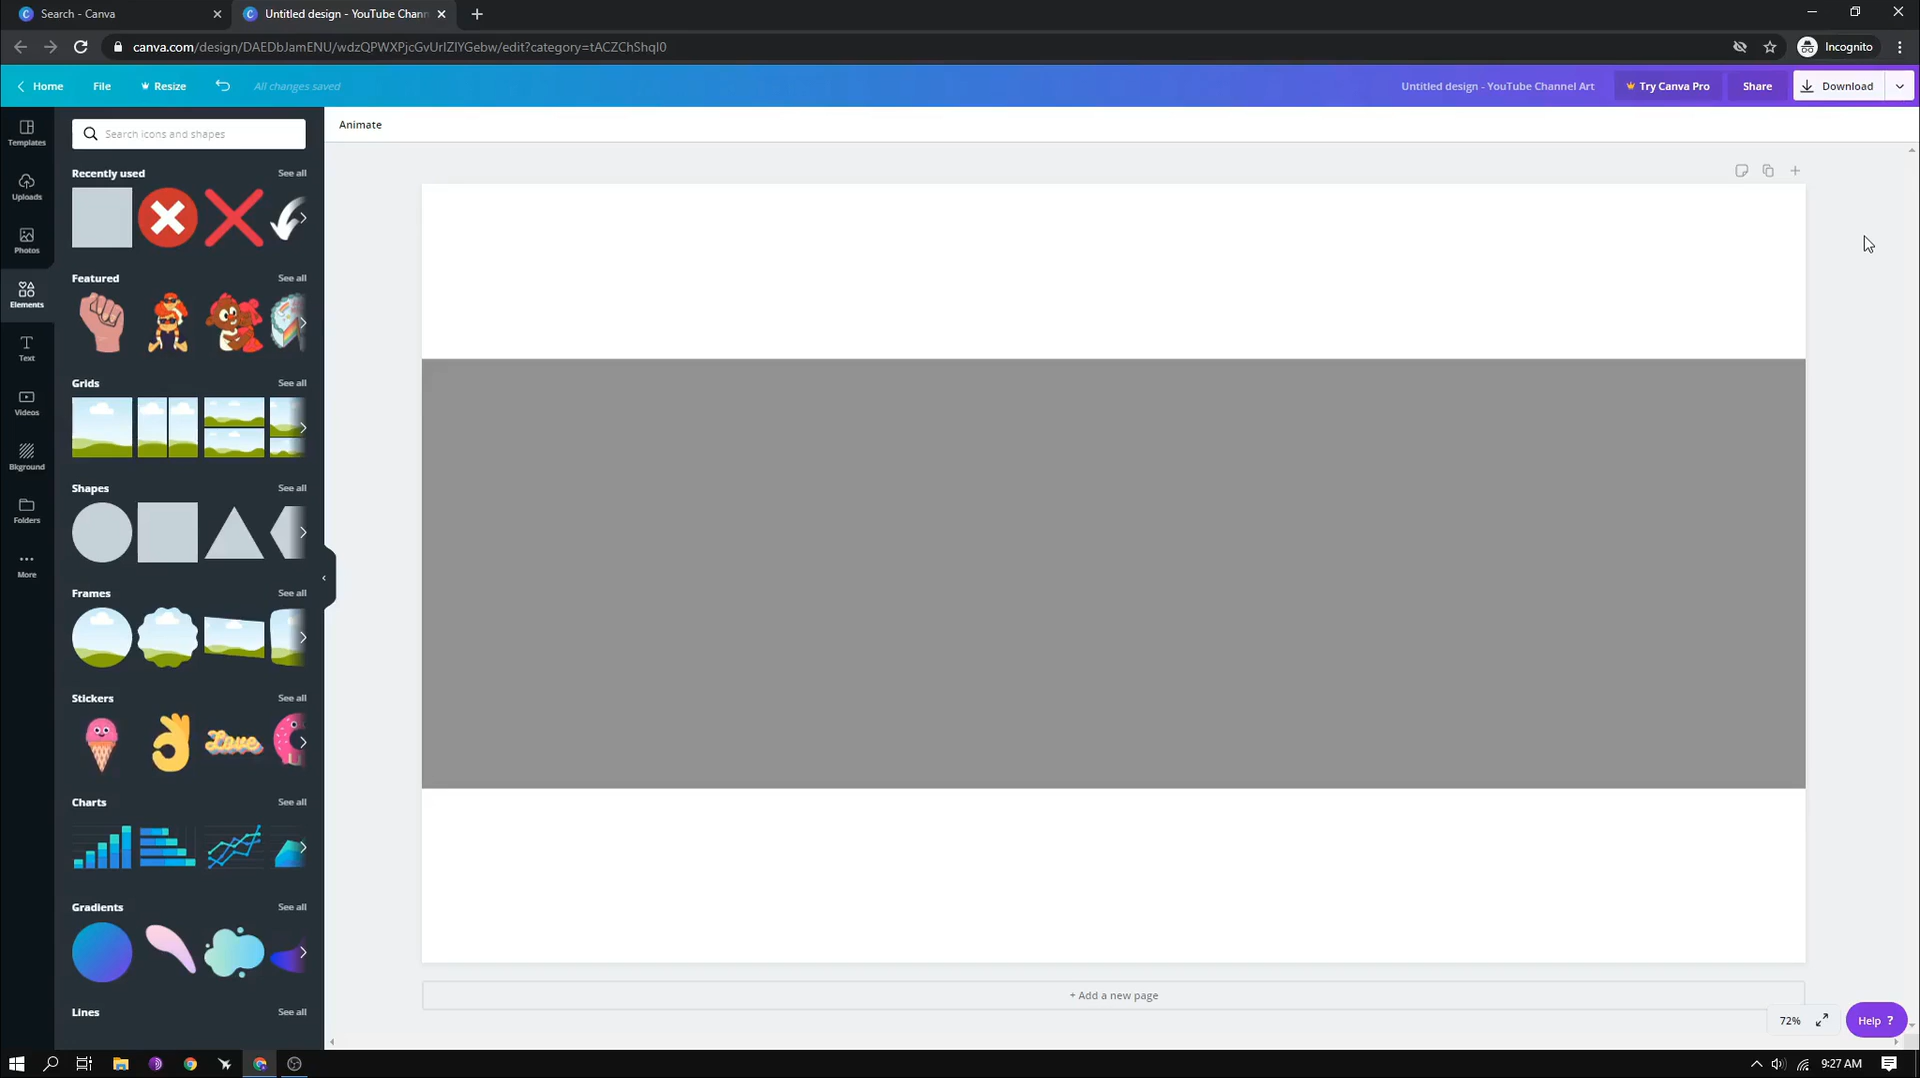 Search - Canva
Untitled design - YouTube Chann
canva.com/design/DAEDbJamENU/wdzQPWXPjcGvUrIZIYGebw/edit?category=tACZChShqI0
Incognito
Home
File
Resize
All changes saved
Untitled design - YouTube Channel Art
Try Canva Pro
Share
Download
Animate
Templates
Uploads
Photos
Elements
Text
Videos
Bkground
Folders
More
Search icons and shapes
Recently used
See all
Featured
See all
Grids
See all
Shapes
See all
Frames
See all
Stickers
See all
Love
Charts
See all
Gradients
See all
Lines
See all
+ Add a new page
72%
Help ?
9:27 AM